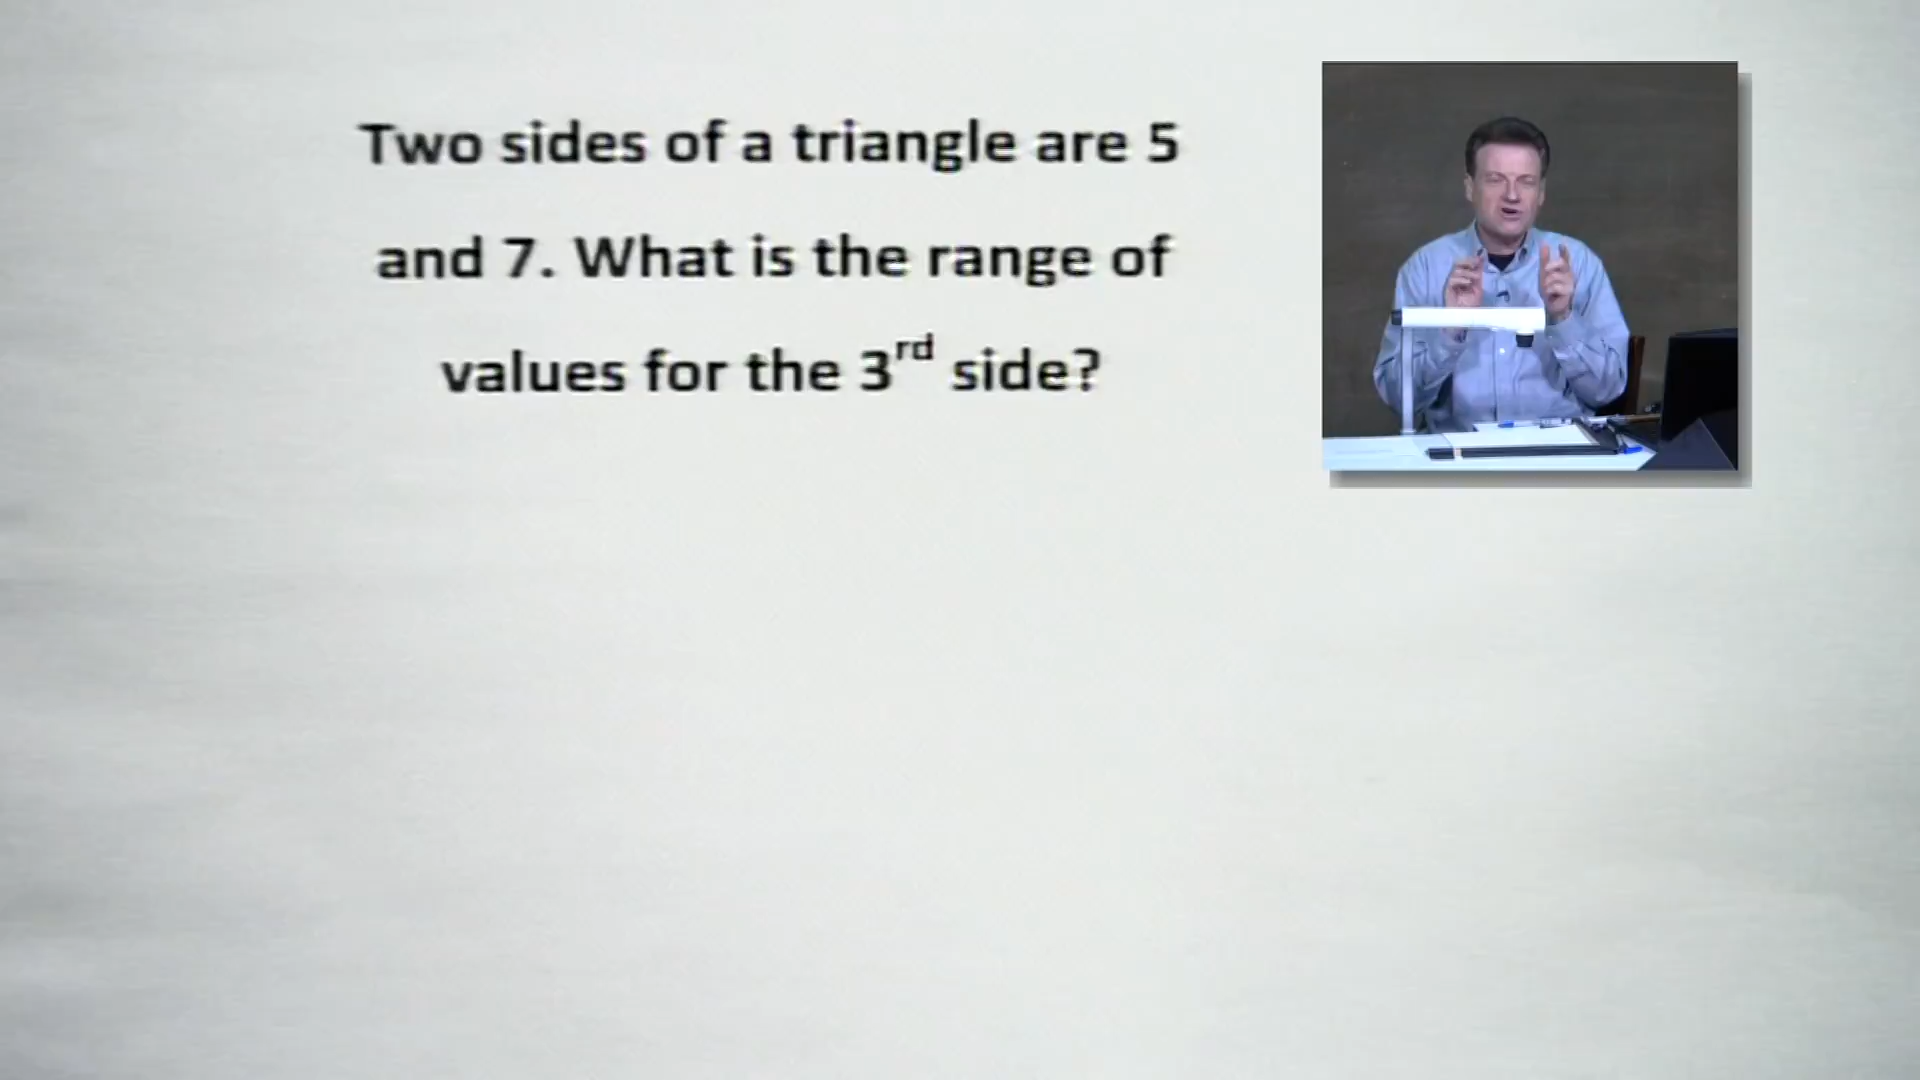 Two sides of a triangle are 5
and 7. What is the range of
values for the 3rd side?